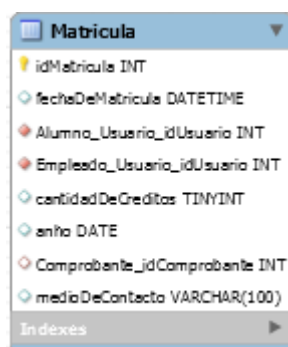 Matricula
idMatricula INT
fechaDeMatricula DATETIME
Alumno_Usuario_idUsuario INT
Empleado_Usuario_idUsuario INT
cantidadDeCreditos TINYINT
anho DATE
Comprobante_idComprobante INT
medioDeContacto VARCHAR(100)
Indexes